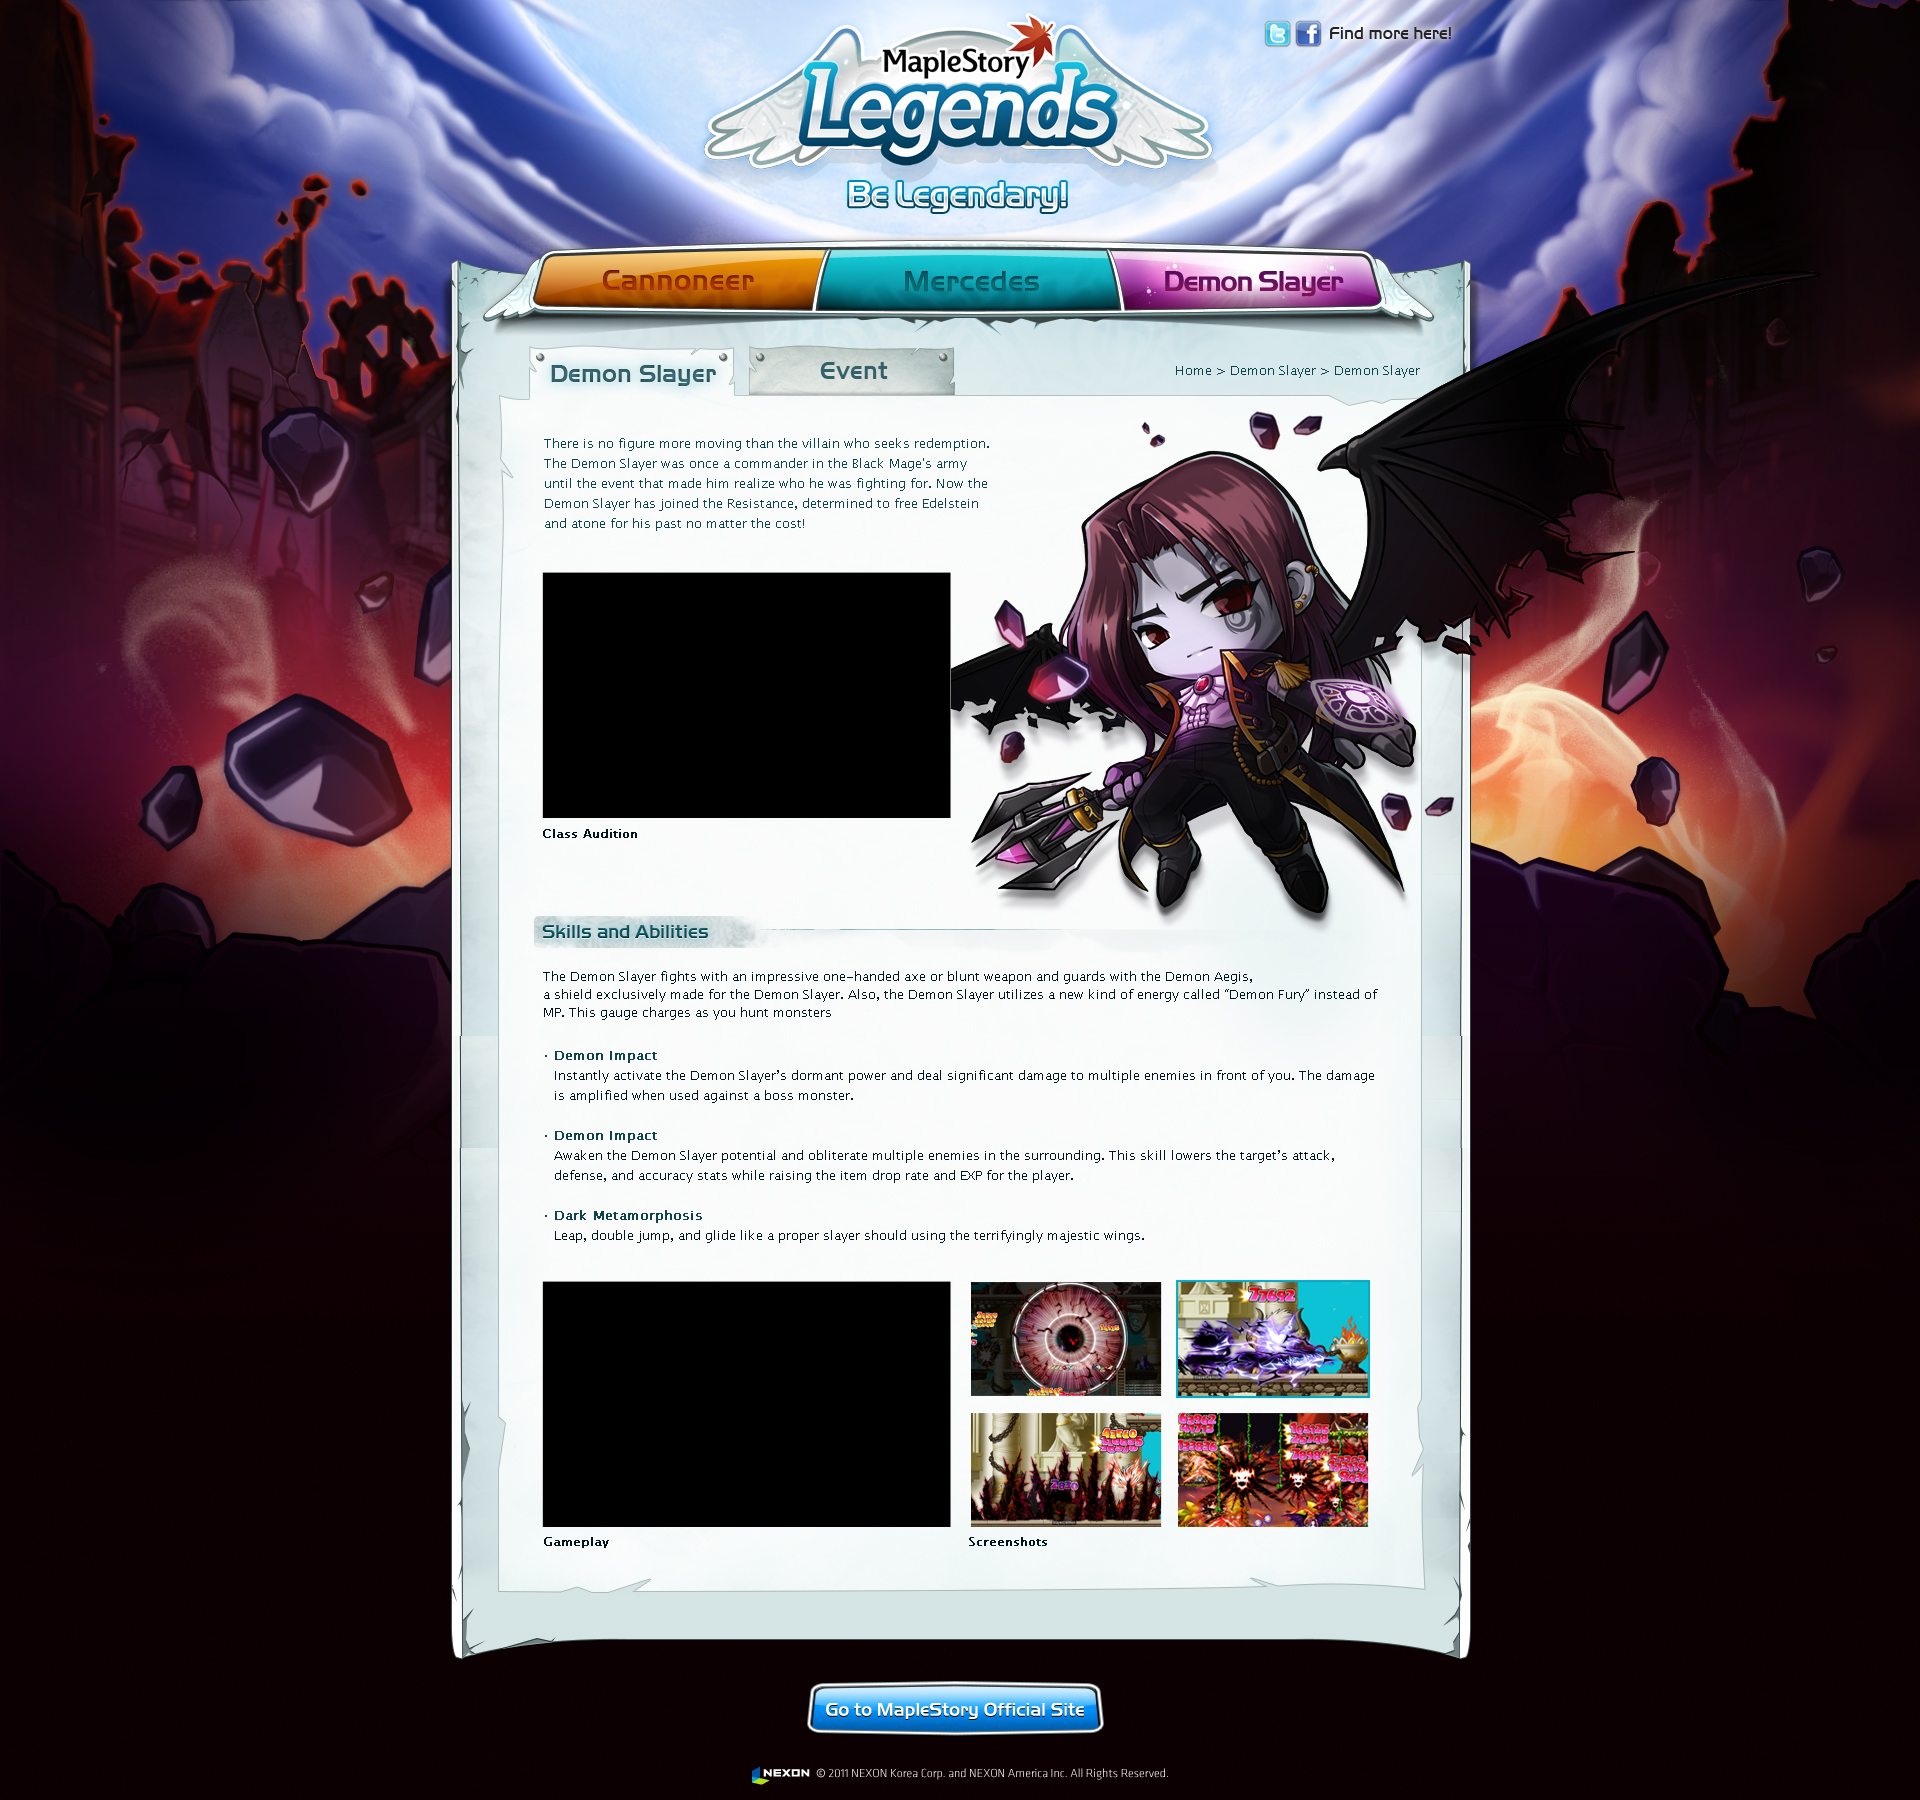 Find more here!
MapleStory
Legends
Be Legendary!
Cannoneer
Mercedes
Demon Slayer
Demon Slayer
Event
Home > Demon Slayer > Demon Slayer
There is no figure more moving than the villain who seeks redemption.
The Demon Slayer was once a commander in the Black Mage's army
until the event that made him realize who he was fighting for. Now the
Demon Slayer has joined the Resistance, determined to free Edelstein
and atone for his past no matter the cost!
Class Audition
Skills and Abilities
The Demon Slayer fights with an impressive one-handed axe or blunt weapon and guards with the Demon Aegis,
a shield exclusively made for the Demon Slayer. Also, the Demon Slayer utilizes a new kind of energy called “Demon Fury” instead of
MP. This gauge charges as you hunt monsters
· Demon Impact
Instantly activate the Demon Slayer’s dormant power and deal significant damage to multiple enemies in front of you. The damage
is amplified when used against a boss monster.
· Demon Impact
Awaken the Demon Slayer potential and obliterate multiple enemies in the surrounding. This skill lowers the target’s attack,
defense, and accuracy stats while raising the item drop rate and EXP for the player.
· Dark Metamorphosis
Leap, double jump, and glide like a proper slayer should using the terrifyingly majestic wings.
77692
Gameplay
Screenshots
Go to MapleStory Official Site
NEXON © 2011 NEXON Korea Corp. and NEXON America Inc. All Rights Reserved.